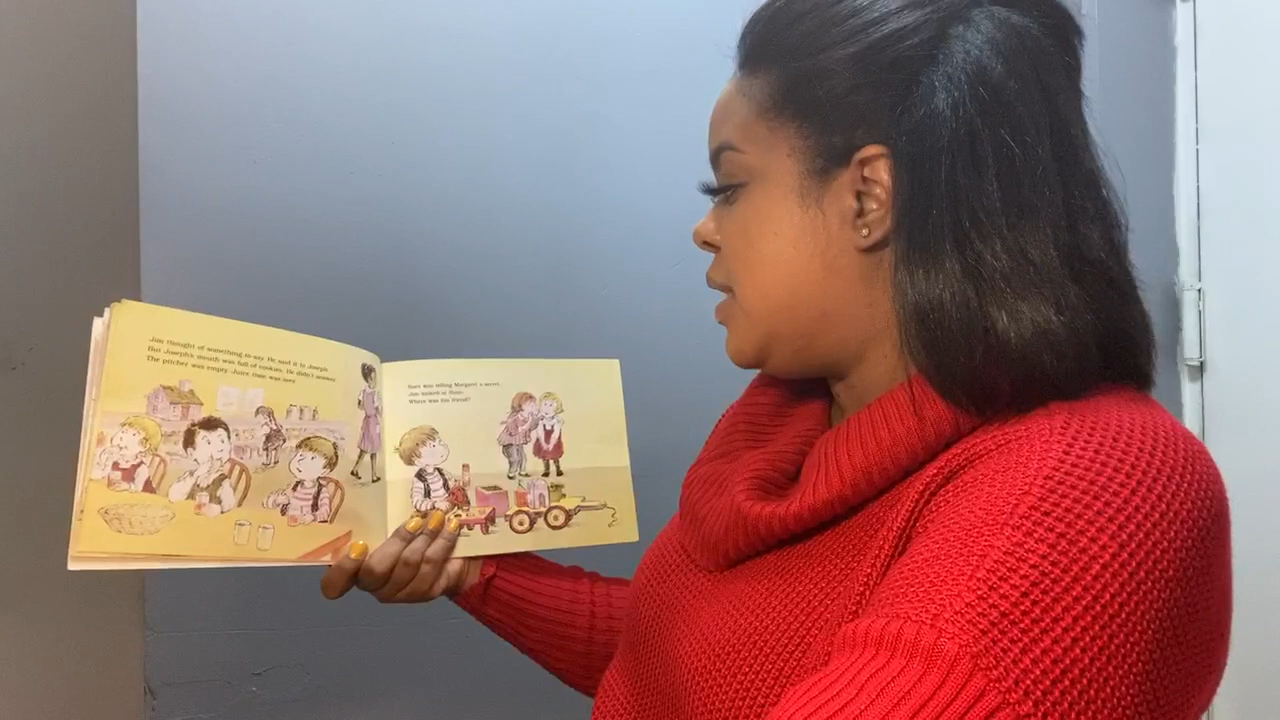 Jim thought of something to say. He said it to Joseph.
But Joseph's mouth was full of cookies. He didn't answer.
The pitcher was empty. Juice time was over.
Sara was telling Margaret a secret.
Jim looked at them.
Where was his friend?